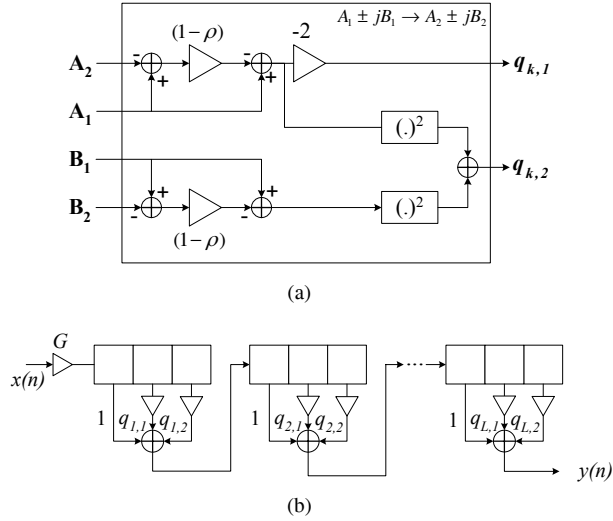 A₁ ± jB₁ → A₂ ± jB₂
(1−ρ)
-2
A₂
-
+
-
+
q_{k,1}
A₁
(.)²
B₁
q_{k,2}
+
+
B₂
-
-
(.)²
(1−ρ)
(a)
G
x(n)
1
q_{1,1}
q_{1,2}
1
q_{2,1}
q_{2,2}
1
q_{L,1}
q_{L,2}
y(n)
(b)